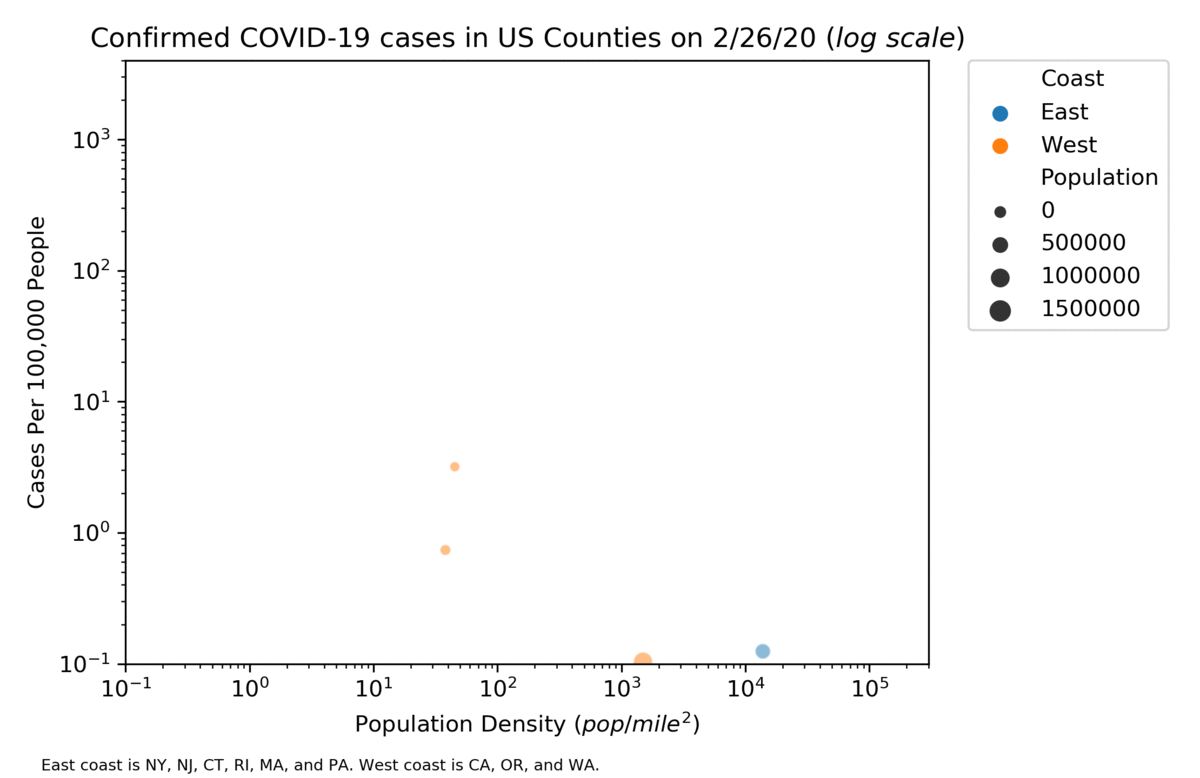 Confirmed COVID-19 cases in US Counties on 2/26/20 (log scale)
Coast
East
West
Population
0
500000
1000000
1500000
Cases Per 100,000 People
10³
10²
10¹
10⁰
10⁻¹
10⁻¹ 10⁰ 10¹ 10² 10³ 10⁴ 10⁵
Population Density (pop/mile²)
East coast is NY, NJ, CT, RI, MA, and PA. West coast is CA, OR, and WA.